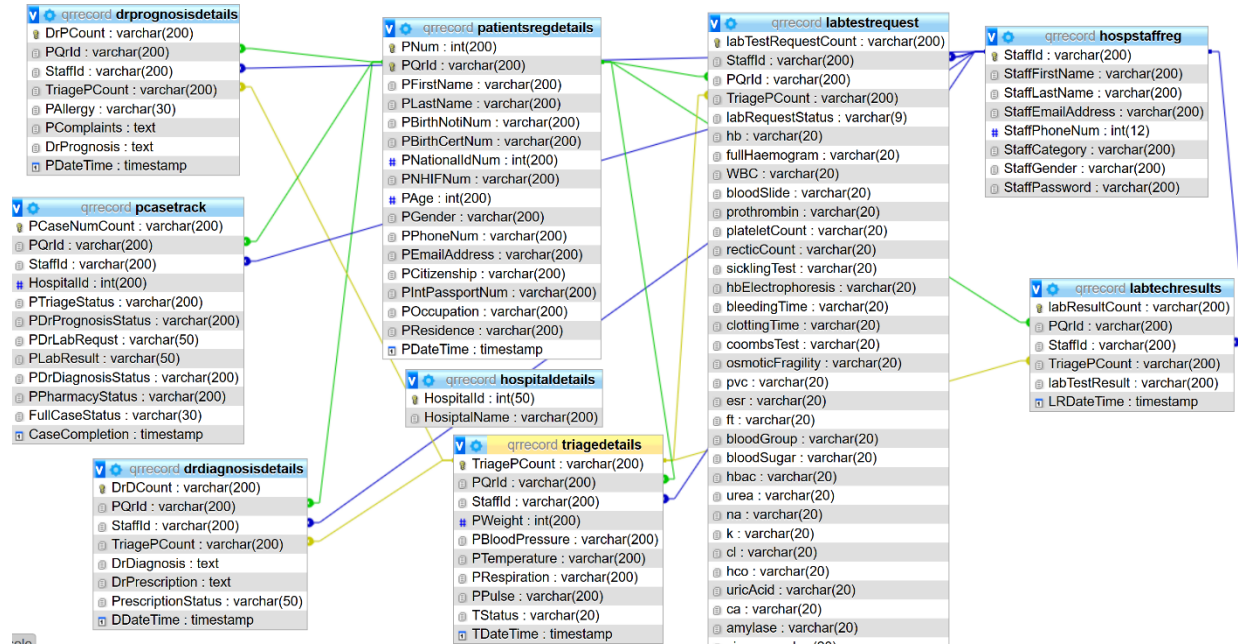 qrrecord drprognosisdetails
DrPCount : varchar(200)
PQrId : varchar(200)
StaffId : varchar(200)
TriagePCount : varchar(200)
PAllergy : varchar(30)
PComplaints : text
DrPrognosis : text
PDateTime : timestamp
qrrecord pcasetrack
PCaseNumCount : varchar(200)
PQrId : varchar(200)
StaffId : varchar(200)
HospitalId : int(200)
PTriageStatus : varchar(200)
PDrPrognosisStatus : varchar(200)
PDrLabRequst : varchar(50)
PLabResult : varchar(50)
PDrDiagnosisStatus : varchar(200)
PPharmacyStatus : varchar(200)
FullCaseStatus : varchar(30)
CaseCompletion : timestamp
qrrecord drdiagnosisdetails
DrDCount : varchar(200)
PQrId : varchar(200)
StaffId : varchar(200)
TriagePCount : varchar(200)
DrDiagnosis : text
DrPrescription : text
PrescriptionStatus : varchar(50)
DDateTime : timestamp
qrrecord patientsregdetails
PNum : int(200)
PQrId : varchar(200)
PFirstName : varchar(200)
PLastName : varchar(200)
PBirthNotiNum : varchar(200)
PBirthCertNum : varchar(200)
PNationalIdNum : int(200)
PNHIFNum : varchar(200)
PAge : int(200)
PGender : varchar(200)
PPhoneNum : varchar(200)
PEmailAddress : varchar(200)
PCitizenship : varchar(200)
PIntPassportNum : varchar(200)
POccupation : varchar(200)
PResidence : varchar(200)
PDateTime : timestamp
qrrecord hospitaldetails
HospitalId : int(50)
HosiptalName : varchar(200)
qrrecord triagedetails
TriagePCount : varchar(200)
PQrId : varchar(200)
StaffId : varchar(200)
PWeight : int(200)
PBloodPressure : varchar(200)
PTemperature : varchar(200)
PRespiration : varchar(200)
PPulse : varchar(200)
TStatus : varchar(20)
TDateTime : timestamp
qrrecord labtestrequest
labTestRequestCount : varchar(200)
StaffId : varchar(200)
PQrId : varchar(200)
TriagePCount : varchar(200)
labRequestStatus : varchar(9)
hb : varchar(20)
fullHaemogram : varchar(20)
WBC : varchar(20)
bloodSlide : varchar(20)
prothrombin : varchar(20)
plateletCount : varchar(20)
recticCount : varchar(20)
sicklingTest : varchar(20)
hbElectrophoresis : varchar(20)
bleedingTime : varchar(20)
clottingTime : varchar(20)
coombsTest : varchar(20)
osmoticFragility : varchar(20)
pvc : varchar(20)
esr : varchar(20)
ft : varchar(20)
bloodGroup : varchar(20)
bloodSugar : varchar(20)
hbac : varchar(20)
urea : varchar(20)
na : varchar(20)
k : varchar(20)
cl : varchar(20)
hco : varchar(20)
uricAcid : varchar(20)
ca : varchar(20)
amylase : varchar(20)
qrrecord hospstaffreg
StaffId : varchar(200)
StaffFirstName : varchar(200)
StaffLastName : varchar(200)
StaffEmailAddress : varchar(200)
StaffPhoneNum : int(12)
StaffCategory : varchar(200)
StaffGender : varchar(200)
StaffPassword : varchar(200)
qrrecord labtechresults
labResultCount : varchar(200)
PQrId : varchar(200)
StaffId : varchar(200)
TriagePCount : varchar(200)
labTestResult : varchar(200)
LRDateTime : timestamp